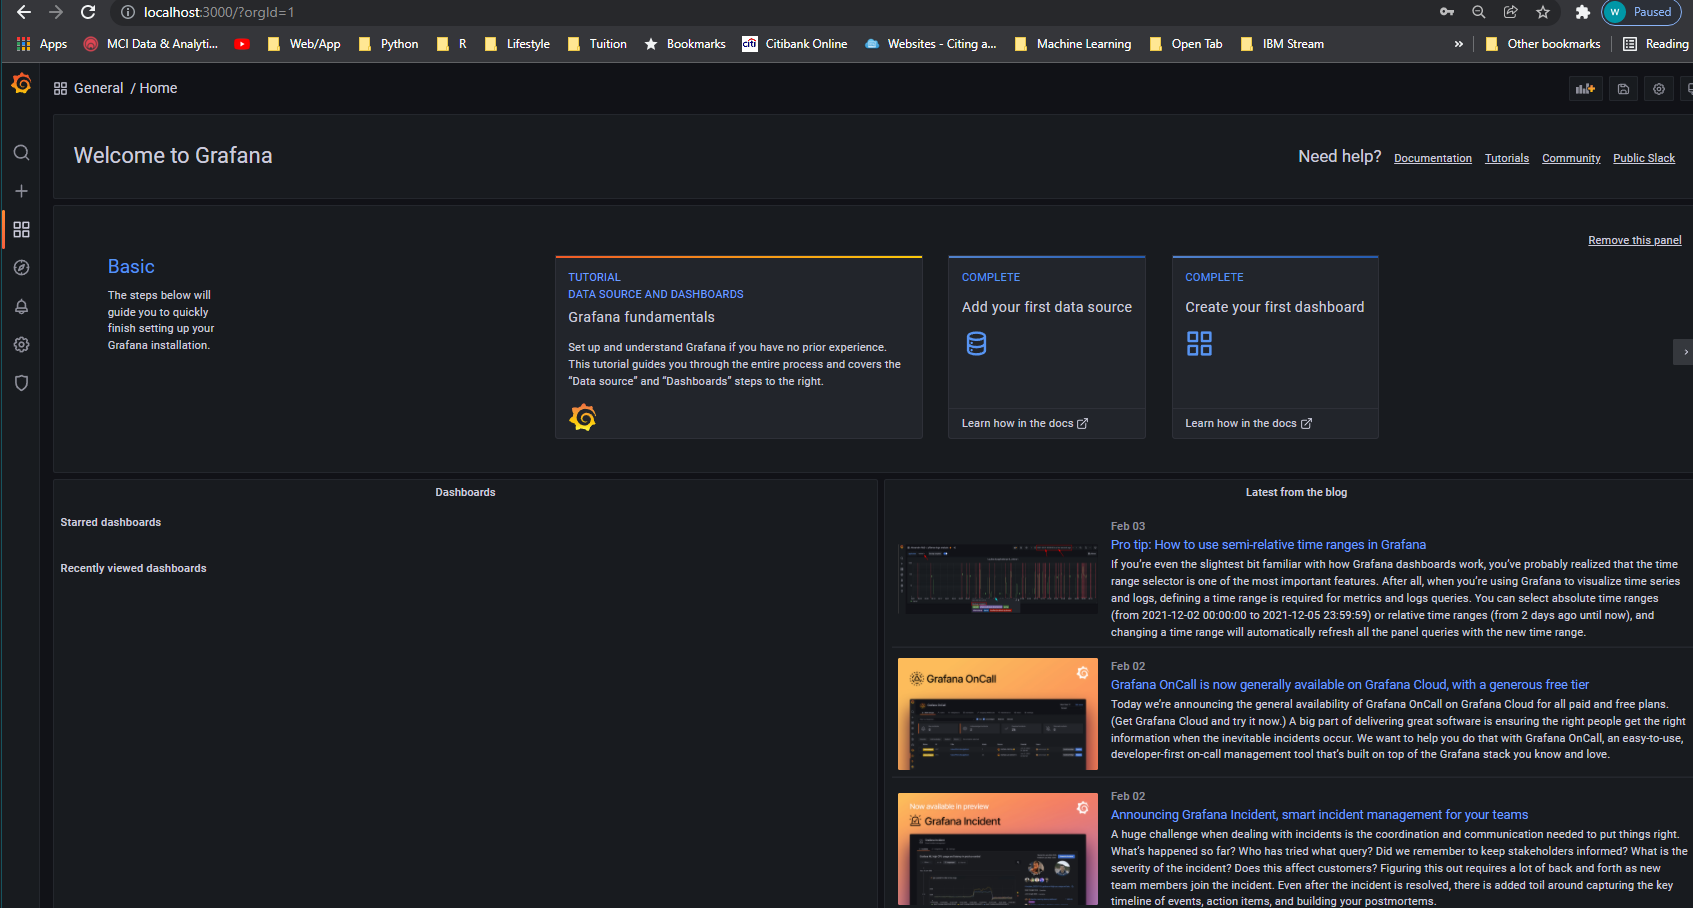 localhost:3000/?orgId=1
W Paused
Apps MCI Data & Analyti... Web/App Python R Lifestyle Tuition Bookmarks citi Citibank Online Websites - Citing a... Machine Learning Open Tab IBM Stream » Other bookmarks Reading
General / Home
Welcome to Grafana
Need help? Documentation Tutorials Community Public Slack
Remove this panel
Basic
The steps below will
guide you to quickly
finish setting up your
Grafana installation.
TUTORIAL
DATA SOURCE AND DASHBOARDS
Grafana fundamentals
Set up and understand Grafana if you have no prior experience.
This tutorial guides you through the entire process and covers the
“Data source” and “Dashboards” steps to the right.
COMPLETE
Add your first data source
Learn how in the docs
COMPLETE
Create your first dashboard
Learn how in the docs
Dashboards
Starred dashboards
Recently viewed dashboards
Latest from the blog
Feb 03
Pro tip: How to use semi-relative time ranges in Grafana
If you’re even the slightest bit familiar with how Grafana dashboards work, you’ve probably realized that the time
range selector is one of the most important features. After all, when you’re using Grafana to visualize time series
and logs, defining a time range is required for metrics and logs queries. You can select absolute time ranges
(from 2021-12-02 00:00:00 to 2021-12-05 23:59:59) or relative time ranges (from 2 days ago until now), and
changing a time range will automatically refresh all the panel queries with the new time range.
Grafana OnCall
Feb 02
Grafana OnCall is now generally available on Grafana Cloud, with a generous free tier
Today we’re announcing the general availability of Grafana OnCall on Grafana Cloud for all paid and free plans.
(Get Grafana Cloud and try it now.) A big part of delivering great software is ensuring the right people get the right
information when the inevitable incidents occur. We want to help you do that with Grafana OnCall, an easy-to-use,
developer-first on-call management tool that’s built on top of the Grafana stack you know and love.
Now available in preview
Grafana Incident
Feb 02
Announcing Grafana Incident, smart incident management for your teams
A huge challenge when dealing with incidents is the coordination and communication needed to put things right.
What’s happened so far? Who has tried what query? Did we remember to keep stakeholders informed? What is the
severity of the incident? Does this affect customers? Figuring this out requires a lot of back and forth as new
team members join the incident. Even after the incident is resolved, there is added toil around capturing the key
timeline of events, action items, and building your postmortems.